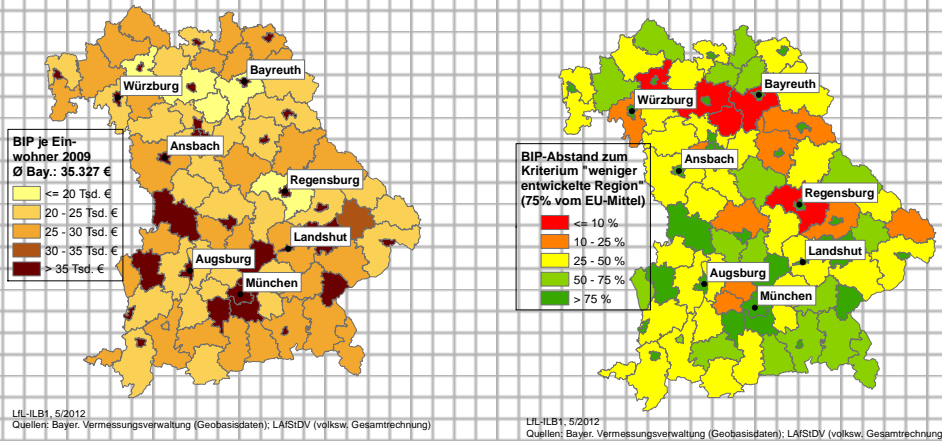 Würzburg
Bayreuth
Ansbach
Regensburg
Landshut
Augsburg
München
BIP je Ein-
wohner 2009
Ø Bay.: 35.327 €
<= 20 Tsd. €
20 - 25 Tsd. €
25 - 30 Tsd. €
30 - 35 Tsd. €
> 35 Tsd. €
LfL-ILB1, 5/2012
Quellen: Bayer. Vermessungsverwaltung (Geobasisdaten); LAfStDV (volksw. Gesamtrechnung)
Würzburg
Bayreuth
Ansbach
Regensburg
Landshut
Augsburg
München
BIP-Abstand zum
Kriterium "weniger
entwickelte Region"
(75% vom EU-Mittel)
<= 10 %
10 - 25 %
25 - 50 %
50 - 75 %
> 75 %
LfL-ILB1, 5/2012
Quellen: Bayer. Vermessungsverwaltung (Geobasisdaten); LAfStDV (volksw. Gesamtrechnung)